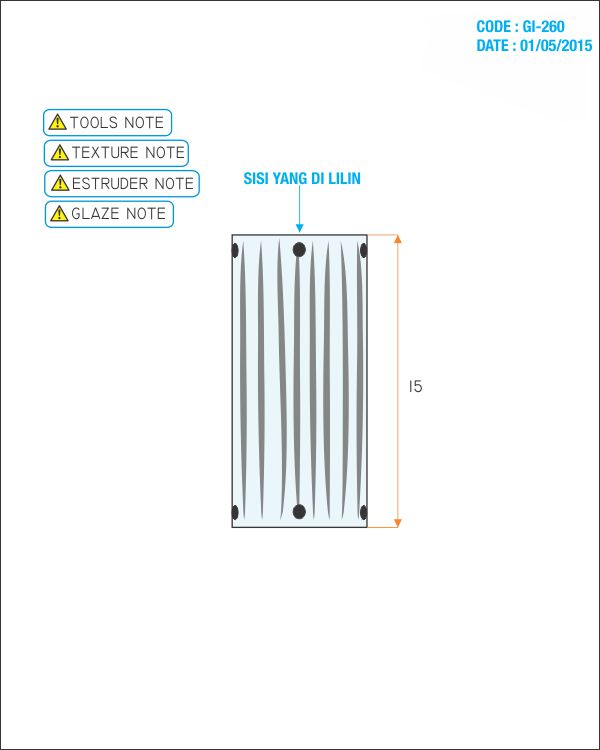 CODE : GI-260
DATE : 01/05/2015
TOOLS NOTE
TEXTURE NOTE
ESTRUDER NOTE
GLAZE NOTE
SISI YANG DI LILIN
15